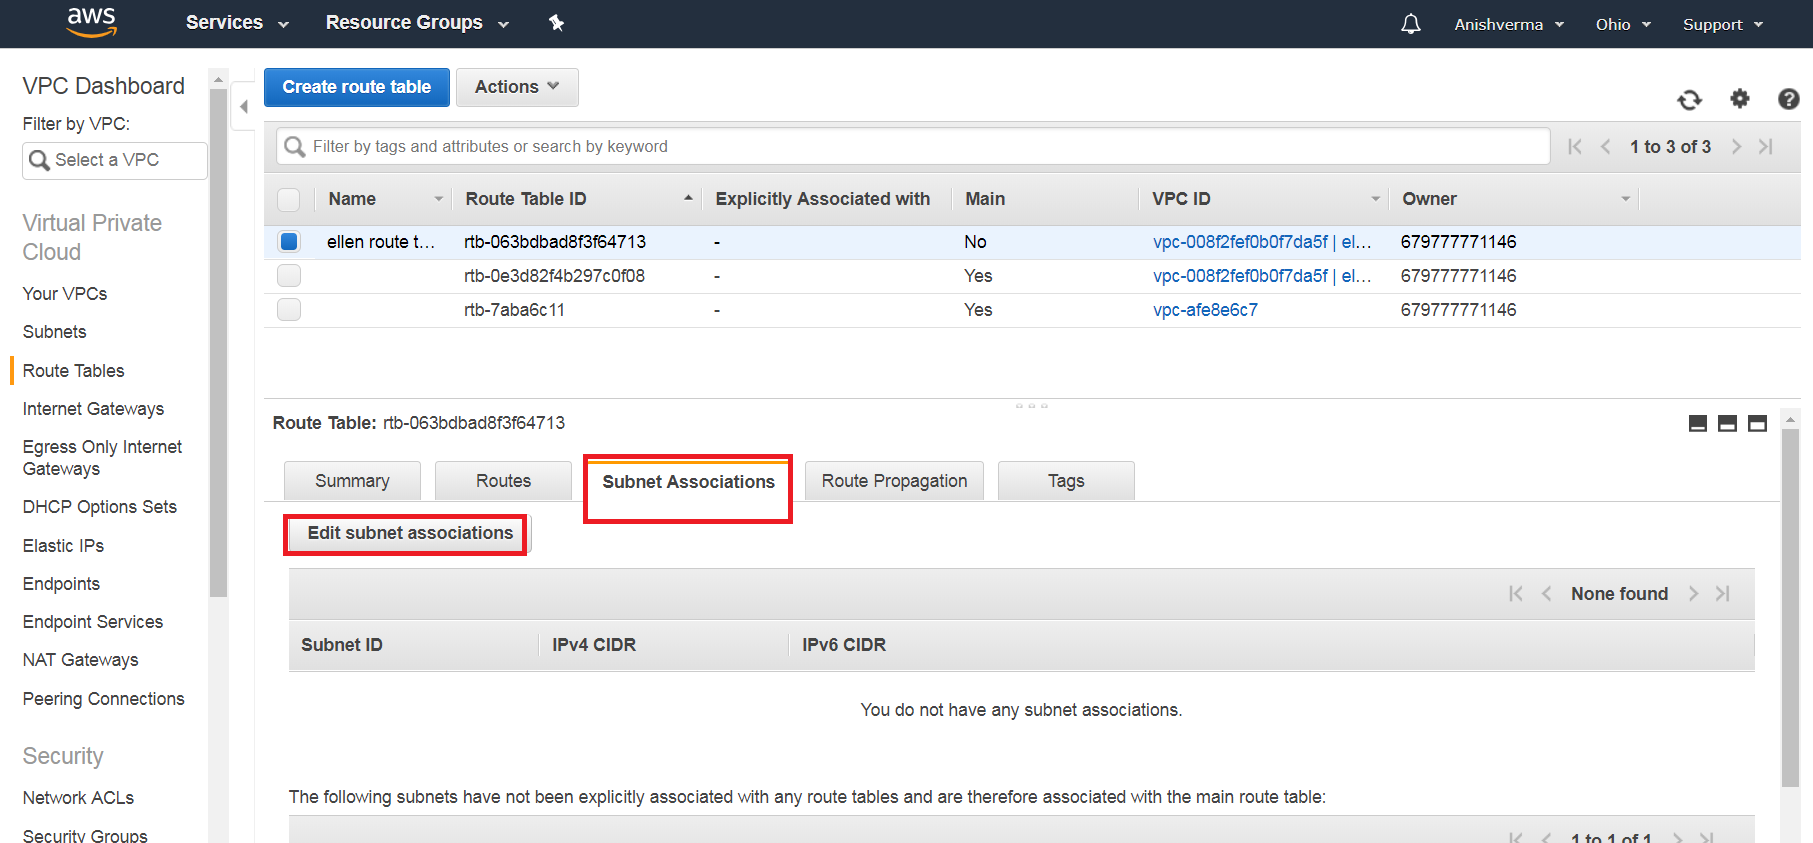 aws Services Resource Groups Anishverma Ohio Support
VPC Dashboard
Filter by VPC:
Select a VPC
Virtual Private
Cloud
Your VPCs
Subnets
Route Tables
Internet Gateways
Egress Only Internet
Gateways
DHCP Options Sets
Elastic IPs
Endpoints
Endpoint Services
NAT Gateways
Peering Connections
Security
Network ACLs
Security Groups
Create route table Actions
Filter by tags and attributes or search by keyword 1 to 3 of 3
Name Route Table ID Explicitly Associated with Main VPC ID Owner
ellen route t... rtb-063bdbad8f3f64713 - No vpc-008f2fef0b0f7da5f | el... 679777771146
rtb-0e3d82f4b297c0f08 - Yes vpc-008f2fef0b0f7da5f | el... 679777771146
rtb-7aba6c11 - Yes vpc-afe8e6c7 679777771146
Route Table: rtb-063bdbad8f3f64713
Summary Routes Subnet Associations Route Propagation Tags
Edit subnet associations
None found
Subnet ID IPv4 CIDR IPv6 CIDR
You do not have any subnet associations.
The following subnets have not been explicitly associated with any route tables and are therefore associated with the main route table:
1 to 1 of 1